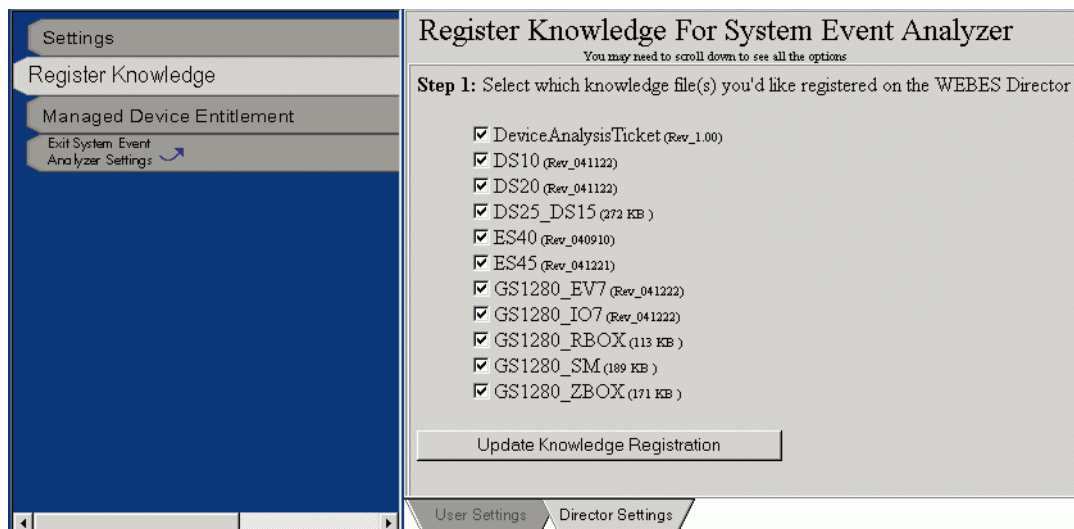 Settings
Register Knowledge
Managed Device Entitlement
Exit System Event
Analyzer Settings
Register Knowledge For System Event Analyzer
You may need to scroll down to see all the options
Step 1: Select which knowledge file(s) you'd like registered on the WEBES Director
DeviceAnalysisTicket (Rev_1.00)
DS10 (Rev_041122)
DS20 (Rev_041122)
DS25_DS15 (272 KB )
ES40 (Rev_040910)
ES45 (Rev_041221)
GS1280_EV7 (Rev_041222)
GS1280_IO7 (Rev_041222)
GS1280_RBOX (113 KB )
GS1280_SM (189 KB )
GS1280_ZBOX (171 KB )
Update Knowledge Registration
User Settings
Director Settings